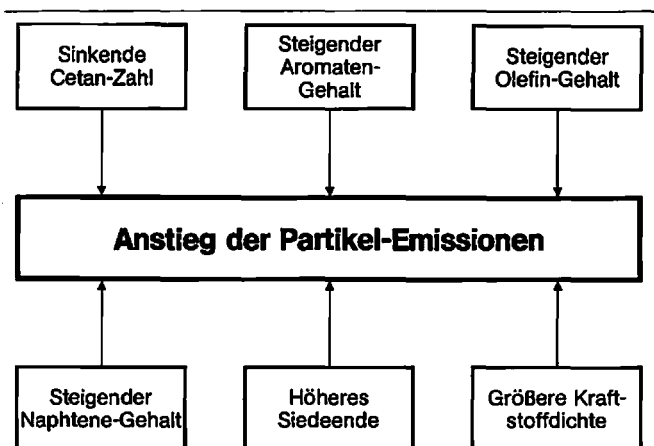 Sinkende
Cetan-Zahl
Steigender
Aromaten-
Gehalt
Steigender
Olefin-Gehalt
Anstieg der Partikel-Emissionen
Steigender
Naphtene-Gehalt
Höheres
Siedeende
Größere Kraft-
stoffdichte